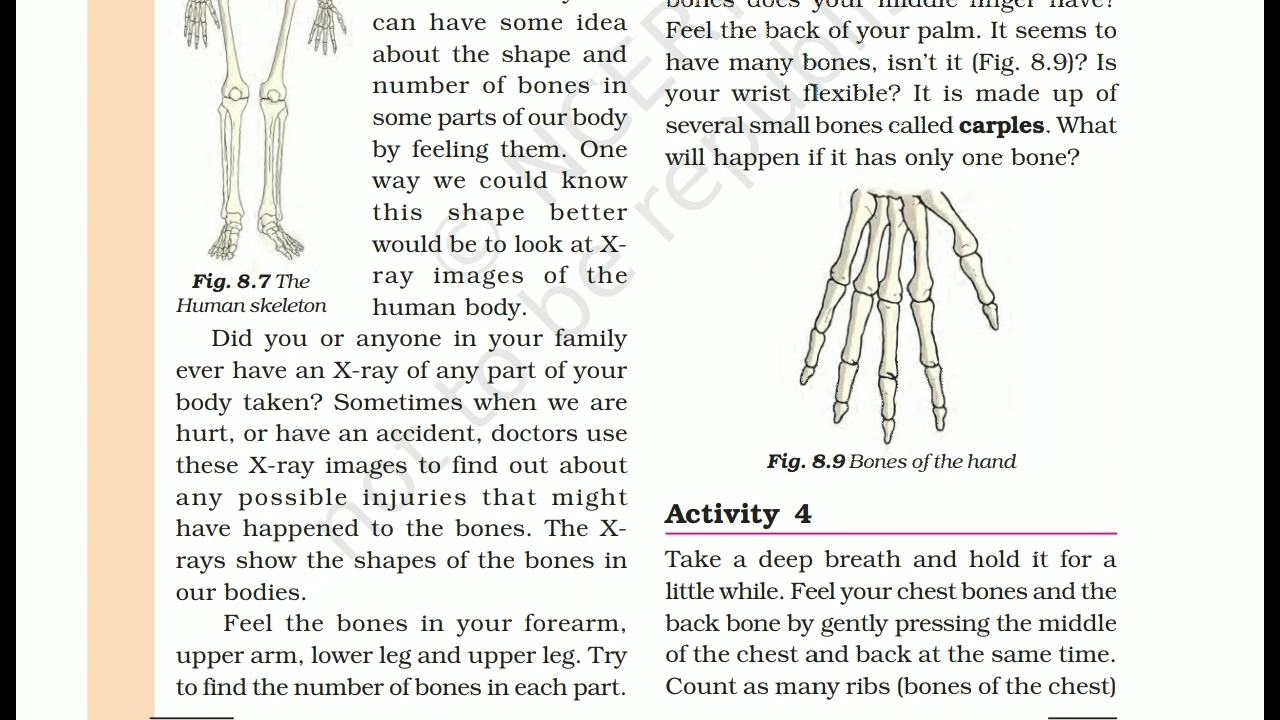 can have some idea
about the shape and
number of bones in
some parts of our body
by feeling them. One
way we could know
this shape better
would be to look at X-
ray images of the
human body.
Fig. 8.7 The
Human skeleton
Did you or anyone in your family
ever have an X-ray of any part of your
body taken? Sometimes when we are
hurt, or have an accident, doctors use
these X-ray images to find out about
any possible injuries that might
have happened to the bones. The X-
rays show the shapes of the bones in
our bodies.
Feel the bones in your forearm,
upper arm, lower leg and upper leg. Try
to find the number of bones in each part.
bones does your middle finger have?
Feel the back of your palm. It seems to
have many bones, isn't it (Fig. 8.9)? Is
your wrist flexible? It is made up of
several small bones called carples. What
will happen if it has only one bone?
Fig. 8.9 Bones of the hand
Activity 4
Take a deep breath and hold it for a
little while. Feel your chest bones and the
back bone by gently pressing the middle
of the chest and back at the same time.
Count as many ribs (bones of the chest)
© NCERT
not to be republis